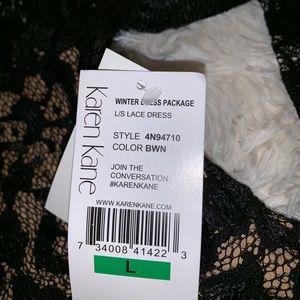 Karen Kane
WINTER DRESS PACKAGE
L/S LACE DRESS
STYLE 4N94710
COLOR BWN
JOIN THE
CONVERSATION:
#KARENKANE
WWW.KARENKANE.COM
7 34008 41422 3
L